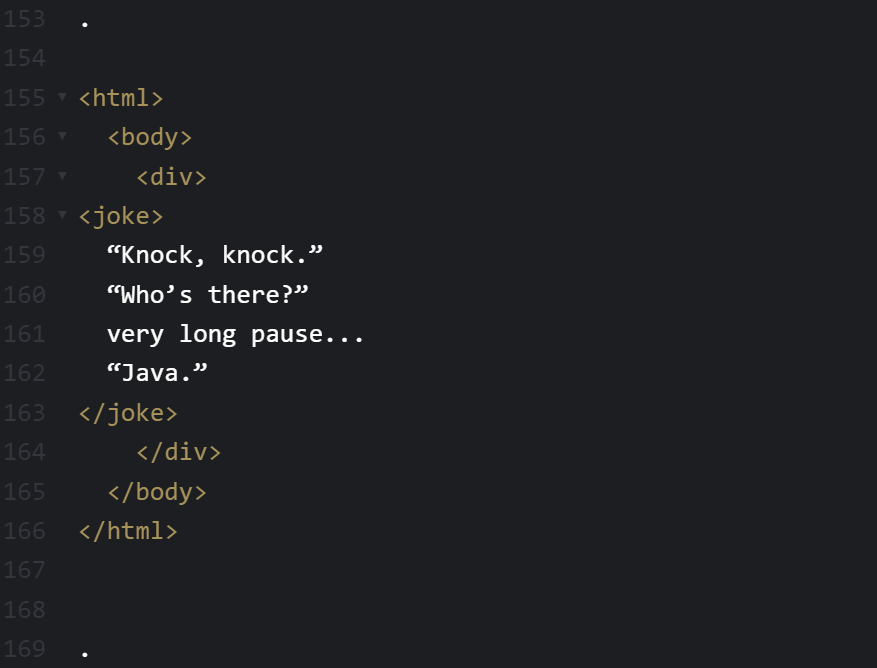 153 .
154
155 <html>
156 <body>
157 <div>
158 <joke>
159 “Knock, knock.”
160 “Who’s there?”
161 very long pause...
162 “Java.”
163 </joke>
164 </div>
165 </body>
166 </html>
167
168
169 .